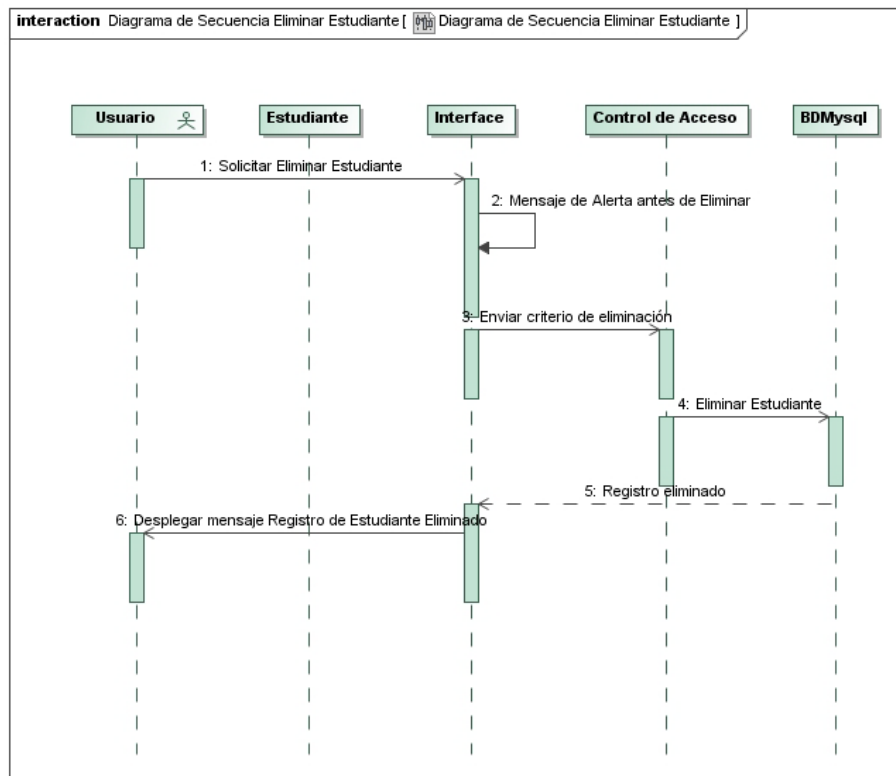 interaction Diagrama de Secuencia Eliminar Estudiante [ Diagrama de Secuencia Eliminar Estudiante ]
Usuario
Estudiante
Interface
Control de Acceso
BDMysql
1: Solicitar Eliminar Estudiante
2: Mensaje de Alerta antes de Eliminar
3: Enviar criterio de eliminación
4: Eliminar Estudiante
5: Registro eliminado
6: Desplegar mensaje Registro de Estudiante Eliminado